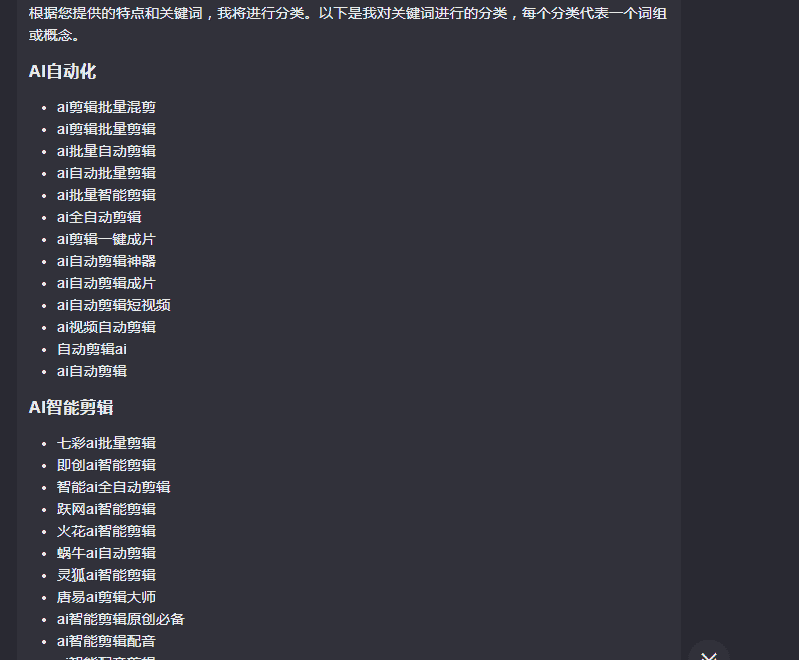 根据您提供的特点和关键词，我将进行分类。以下是我对关键词进行的分类，每个分类代表一个词组
或概念。
AI自动化
ai剪辑批量混剪
ai剪辑批量剪辑
ai批量自动剪辑
ai自动批量剪辑
ai批量智能剪辑
ai全自动剪辑
ai剪辑一键成片
ai自动剪辑神器
ai自动剪辑成片
ai自动剪辑短视频
ai视频自动剪辑
自动剪辑ai
ai自动剪辑
AI智能剪辑
七彩ai批量剪辑
即创ai智能剪辑
智能ai全自动剪辑
跃网ai智能剪辑
火花ai智能剪辑
蜗牛ai自动剪辑
灵狐ai智能剪辑
唐易ai剪辑大师
ai智能剪辑原创必备
ai智能剪辑配音